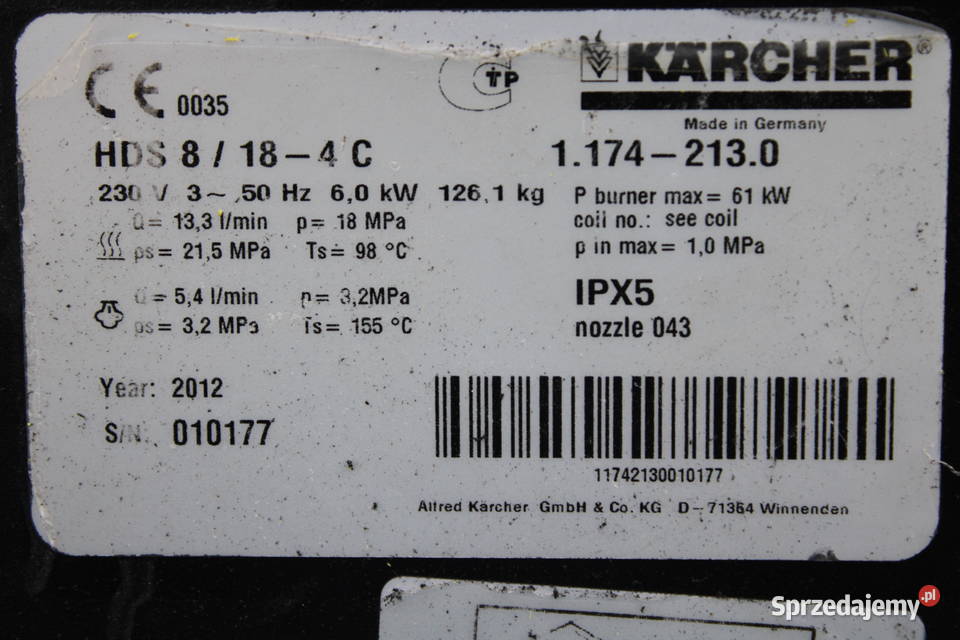 CE 0035
CTP
KÄRCHER®
Made in Germany
HDS 8 / 18 – 4 C
1.174 – 213.0
230 V 3 ~ 50 Hz 6,0 kW 126,1 kg
Q = 13,3 l/min p = 18 MPa
ps = 21,5 MPa Ts = 98 °C
Q = 5,4 l/min p = 3,2MPa
ps = 3,2 MPa Ts = 155 °C
P burner max = 61 kW
coil no.: see coil
p in max = 1,0 MPa
IPX5
nozzle 043
Year: 2012
S/N: 010177
11742130010177
Alfred Kärcher GmbH & Co. KG D – 71364 Winnenden
Sprzedajemy.pl